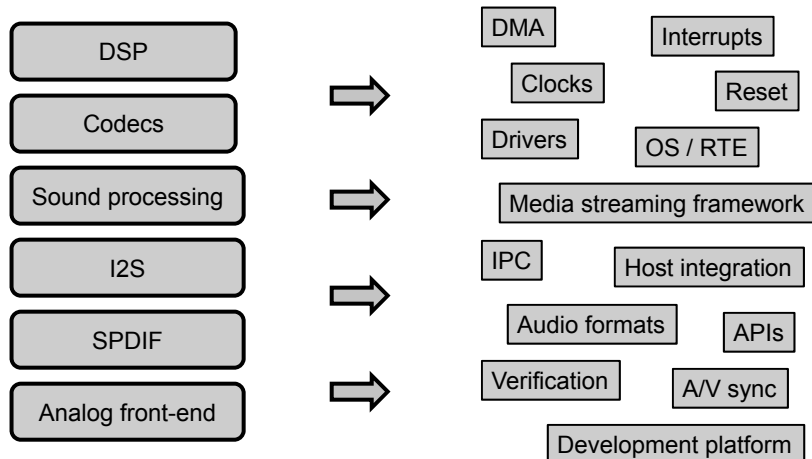 DSP
Codecs
Sound processing
I2S
SPDIF
Analog front-end
DMA
Interrupts
Clocks
Reset
Drivers
OS / RTE
Media streaming framework
IPC
Host integration
Audio formats
APIs
Verification
A/V sync
Development platform